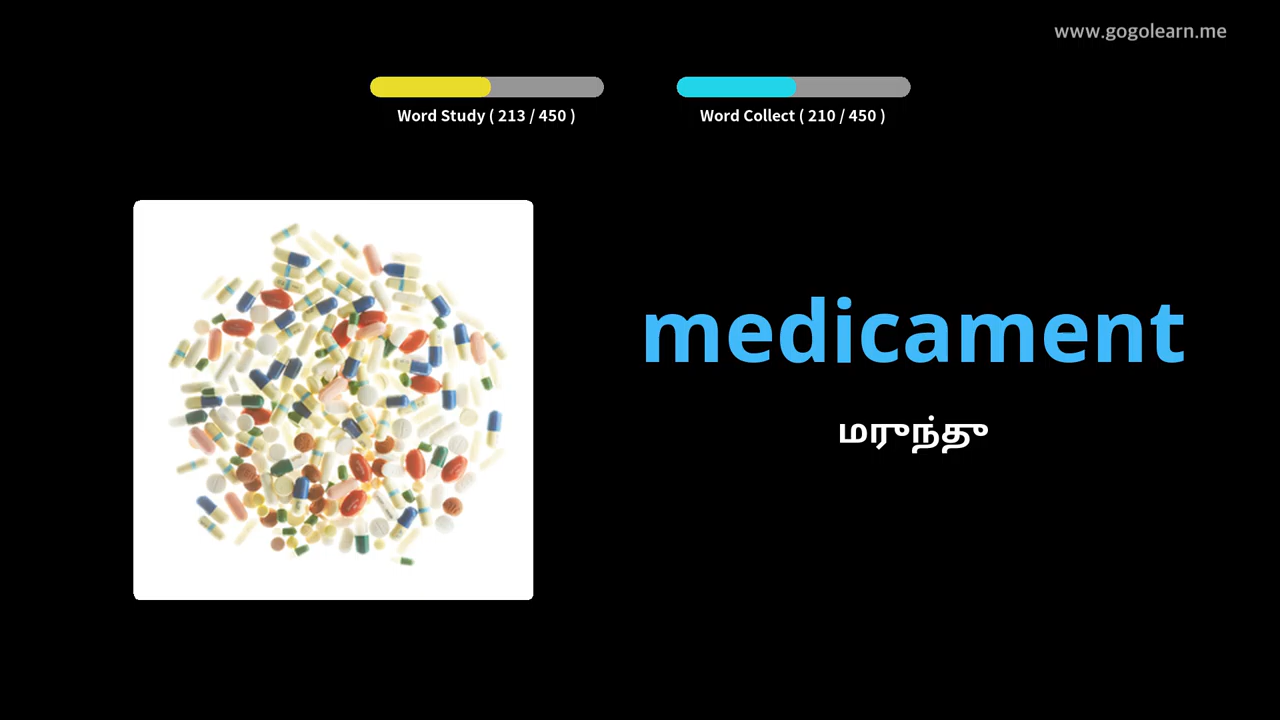 www.gogolearn.me
Word Study ( 213 / 450 )
Word Collect ( 210 / 450 )
medicament
மருந்து